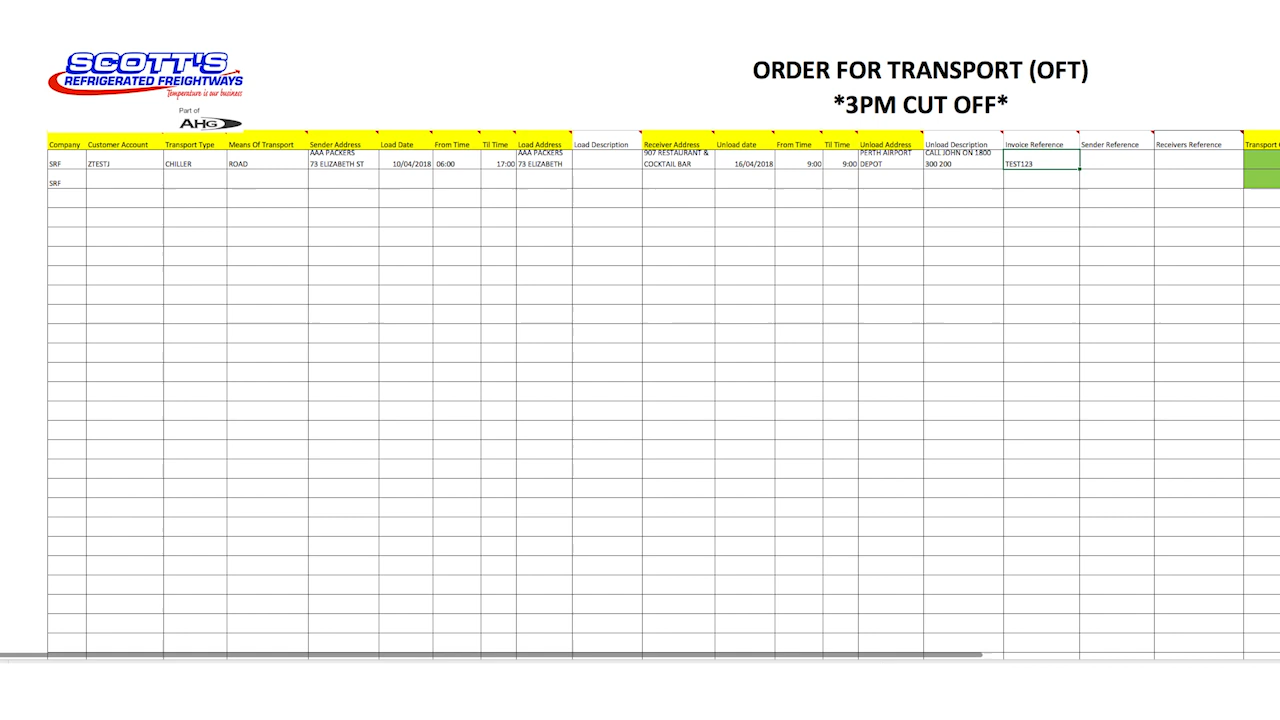 SCOTT'S
REFRIGERATED FREIGHTWAYS
Temperature is our business
Part of
AHG
ORDER FOR TRANSPORT (OFT)
*3PM CUT OFF*
Company Customer Account Transport Type Means Of Transport Sender Address Load Date From Time Til Time Load Address Load Description Receiver Address Unload date From Time Til Time Unload Address Unload Description Invoice Reference Sender Reference Receivers Reference Transport
AAA PACKERS AAA PACKERS 907 RESTAURANT & PERTH AIRPORT CALL JOHN ON 1800
SRF ZTESTJ CHILLER ROAD 73 ELIZABETH ST 10/04/2018 06:00 17:00 73 ELIZABETH COCKTAIL BAR 16/04/2018 9:00 9:00 DEPOT 300 200 TEST123
SRF